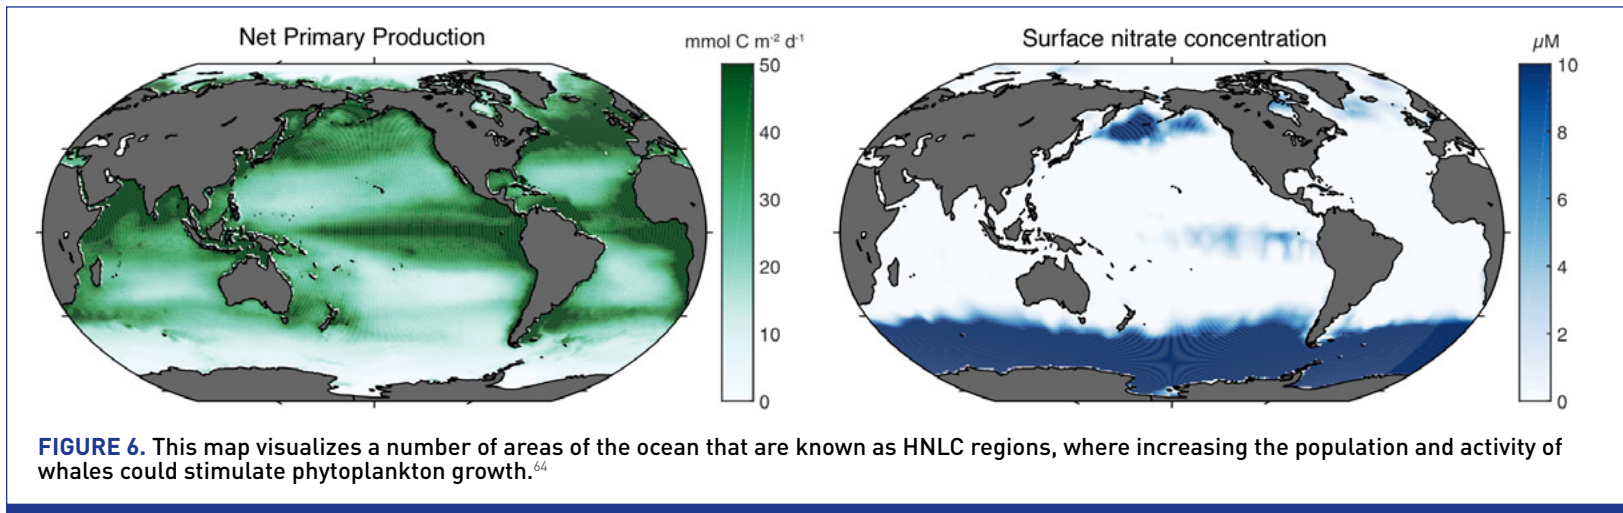 Net Primary Production
mmol C m⁻² d⁻¹
50
40
30
20
10
0
Surface nitrate concentration
µM
10
8
6
4
2
0
FIGURE 6. This map visualizes a number of areas of the ocean that are known as HNLC regions, where increasing the population and activity of
whales could stimulate phytoplankton growth.⁶⁴